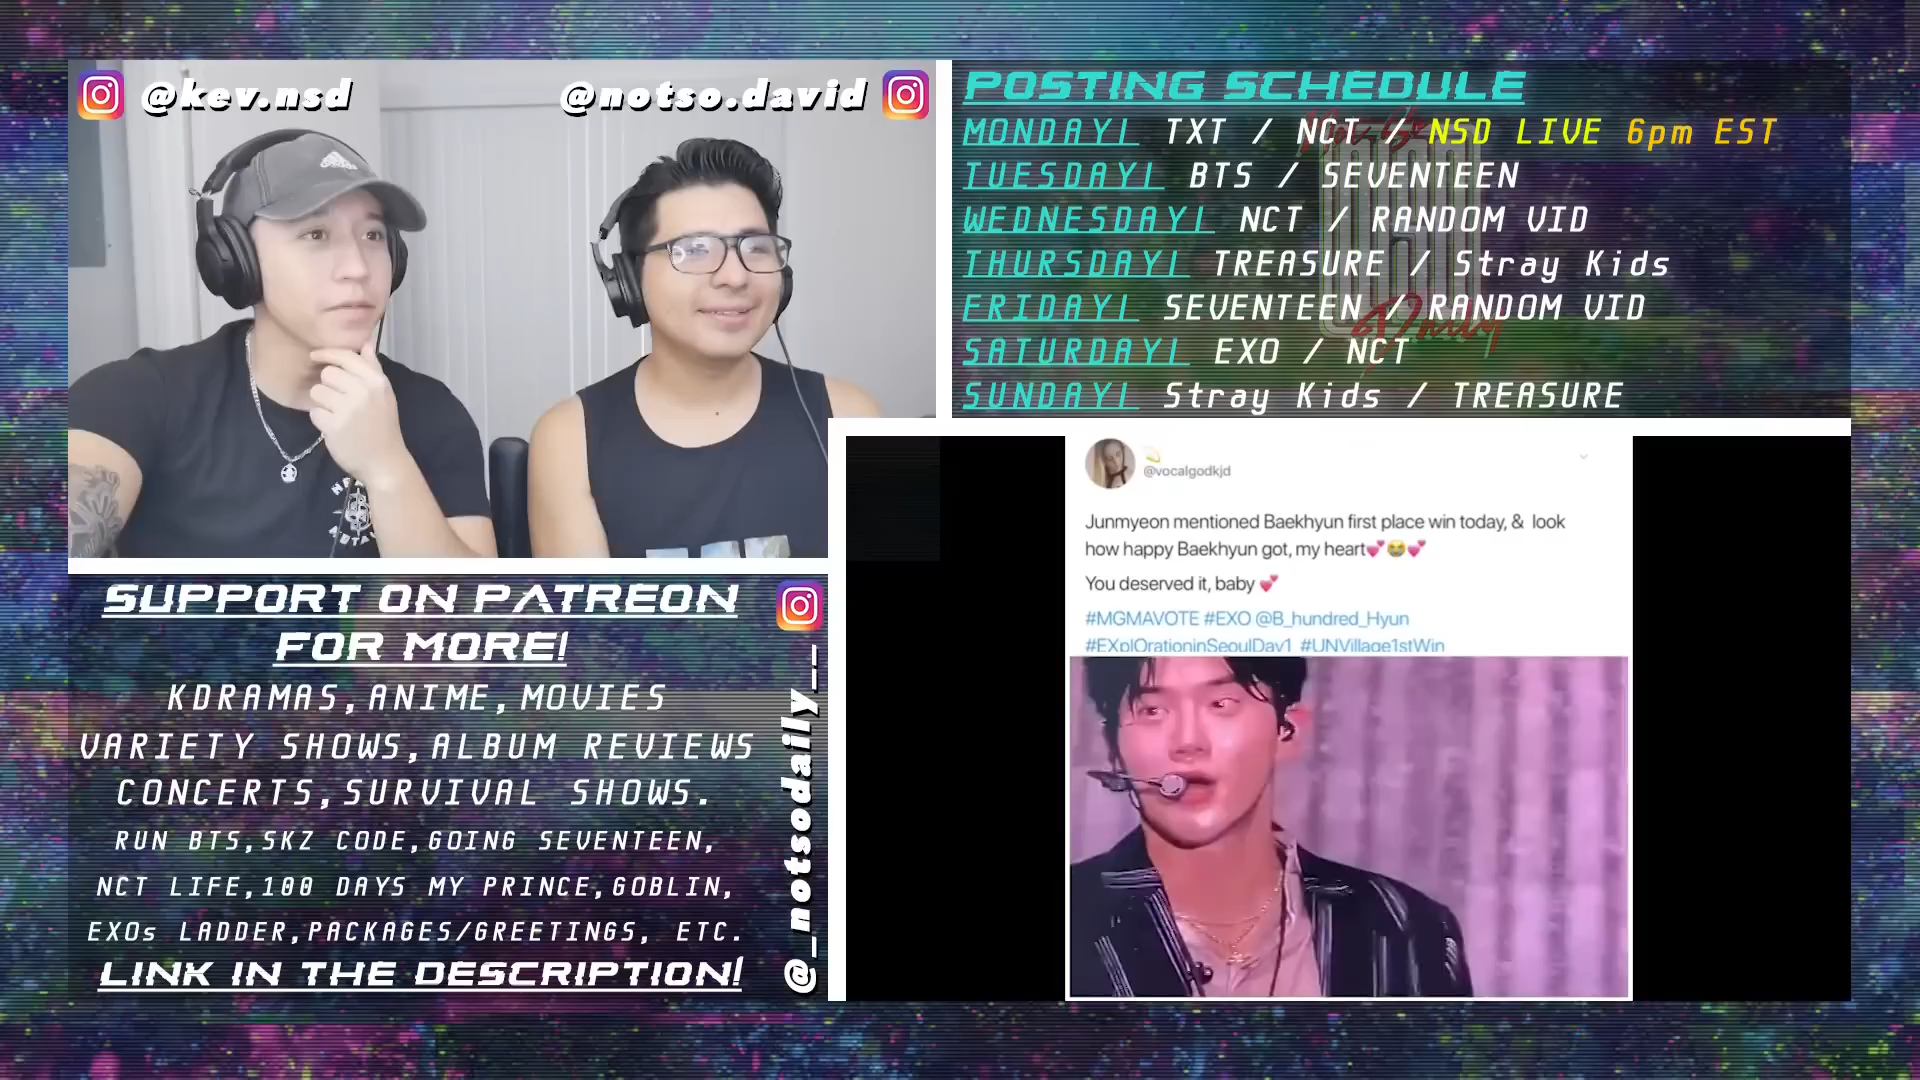 @kev.nsd
@notso.david
POSTING SCHEDULE
MONDAY| TXT / NCT / NSD LIVE 6pm EST
TUESDAY| BTS / SEVENTEEN
WEDNESDAY| NCT / RANDOM VID
THURSDAY| TREASURE / Stray Kids
FRIDAY| SEVENTEEN / RANDOM VID
SATURDAY| EXO / NCT
SUNDAY| Stray Kids / TREASURE
SUPPORT ON PATREON
FOR MORE!
KDRAMAS,ANIME,MOVIES
VARIETY SHOWS,ALBUM REVIEWS
CONCERTS,SURVIVAL SHOWS.
RUN BTS,SKZ CODE,GOING SEVENTEEN,
NCT LIFE,100 DAYS MY PRINCE,GOBLIN,
EXOs LADDER,PACKAGES/GREETINGS, ETC.
LINK IN THE DESCRIPTION!
@_notsodaily__
@vocalgodkjd
Junmyeon mentioned Baekhyun first place win today, & look
how happy Baekhyun got, my heart💕😭💕
You deserved it, baby 💕
#MGMAVOTE #EXO @B_hundred_Hyun
#EXplOrationinSeoulDay1 #UNVillage1stWin